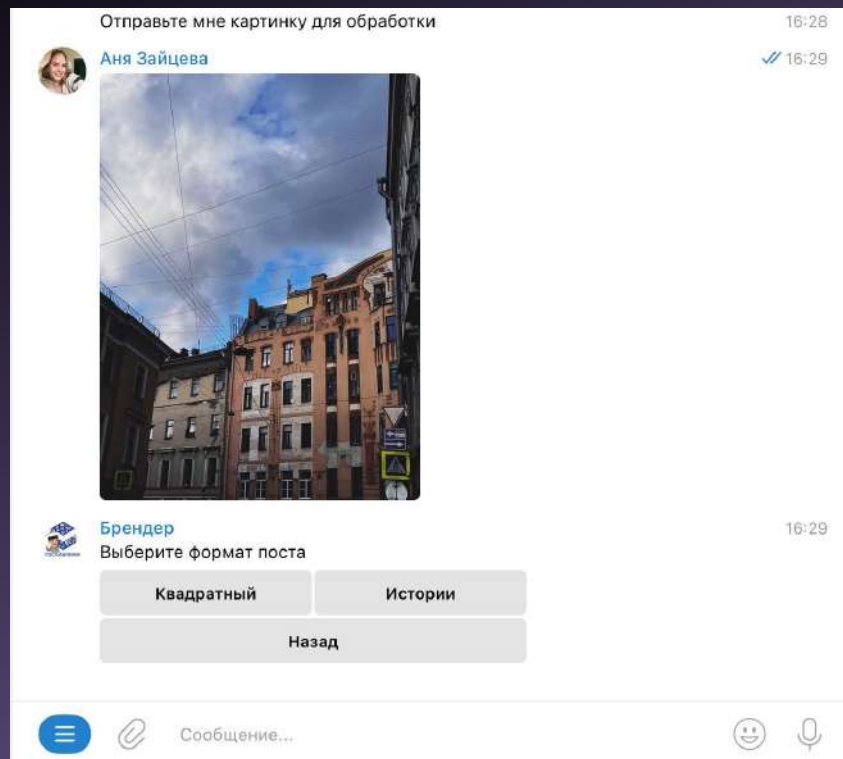 Отправьте мне картинку для обработки
16:28
Аня Зайцева
16:29
Брендер
16:29
Выберите формат поста
Квадратный
Истории
Назад
Сообщение...